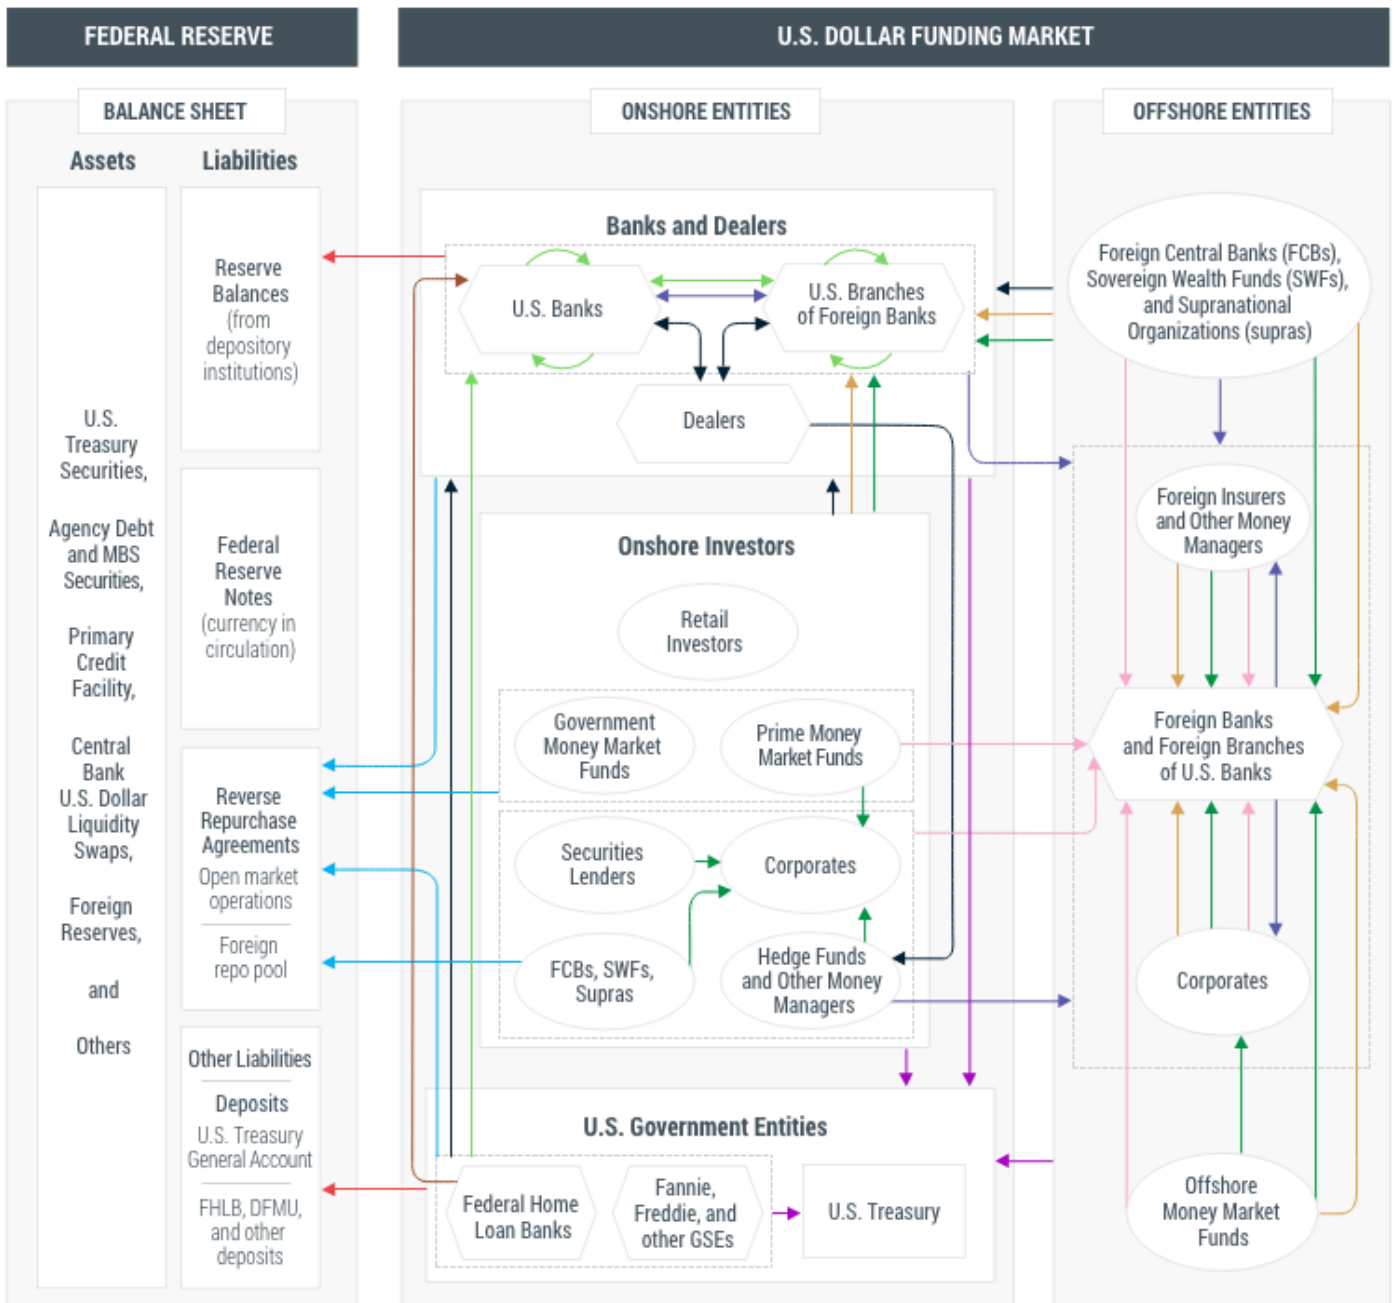 FEDERAL RESERVE
U.S. DOLLAR FUNDING MARKET
BALANCE SHEET
Assets
Liabilities
U.S.
Treasury
Securities,
Agency Debt
and MBS
Securities,
Primary
Credit
Facility,
Central
Bank
U.S. Dollar
Liquidity
Swaps,
Foreign
Reserves,
and
Others
Reserve
Balances
(from
depository
institutions)
Federal
Reserve
Notes
(currency in
circulation)
Reverse
Repurchase
Agreements
Open market
operations
Foreign
repo pool
Other Liabilities
Deposits
U.S. Treasury
General Account
FHLB, DFMU,
and other
deposits
ONSHORE ENTITIES
Banks and Dealers
U.S. Banks
U.S. Branches
of Foreign Banks
Dealers
Onshore Investors
Retail
Investors
Government
Money Market
Funds
Prime Money
Market Funds
Securities
Lenders
Corporates
FCBs, SWFs,
Supras
Hedge Funds
and Other Money
Managers
U.S. Government Entities
Federal Home
Loan Banks
Fannie,
Freddie, and
other GSEs
U.S. Treasury
OFFSHORE ENTITIES
Foreign Central Banks (FCBs),
Sovereign Wealth Funds (SWFs),
and Supranational
Organizations (supras)
Foreign Insurers
and Other Money
Managers
Foreign Banks
and Foreign Branches
of U.S. Banks
Corporates
Offshore
Money Market
Funds